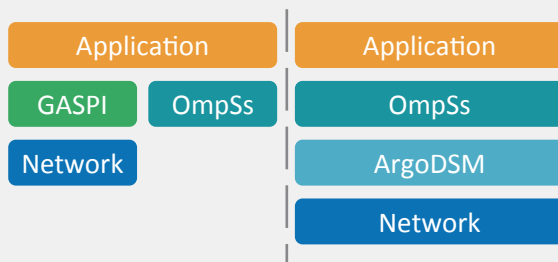 Application
GASPI
OmpSs
Network
Application
OmpSs
ArgoDSM
Network